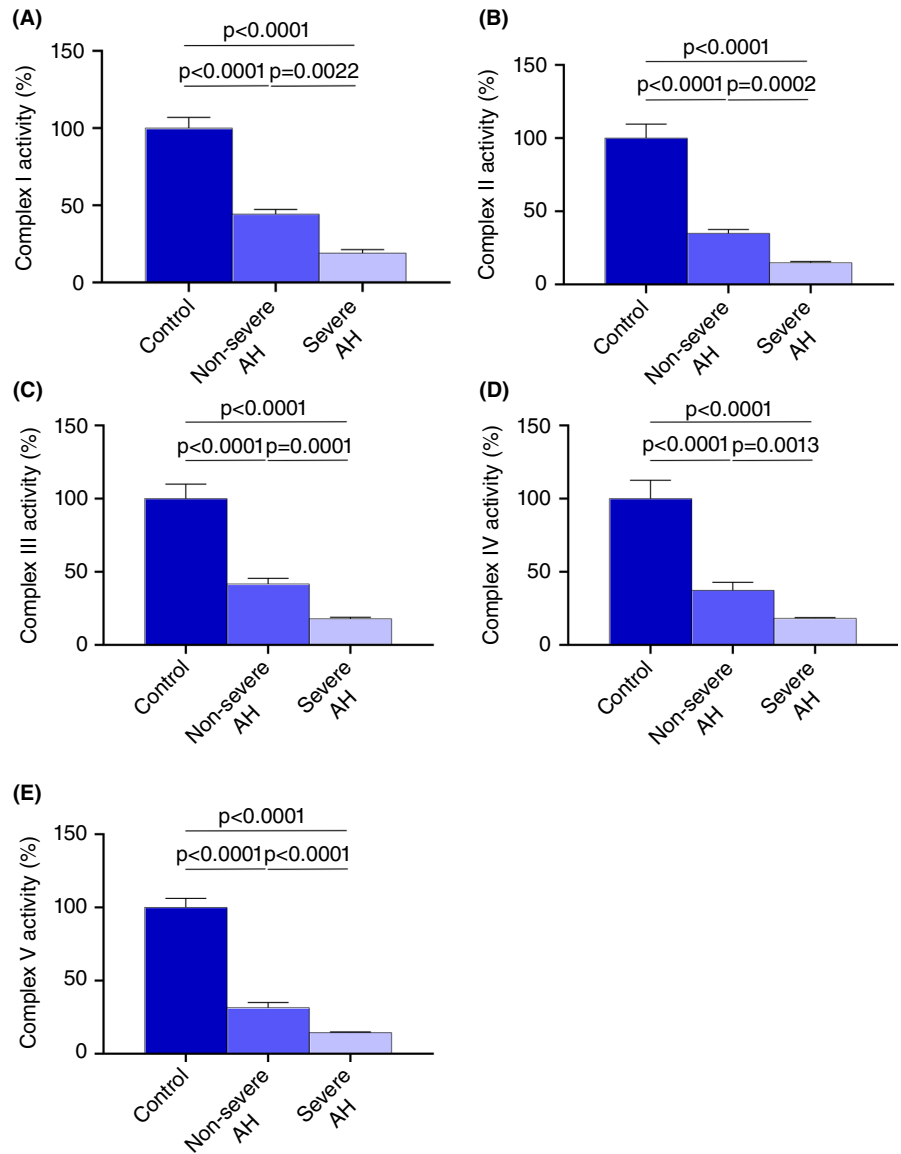 (A)
Complex I activity (%)
150
100
50
0
p<0.0001
p<0.0001 p=0.0022
Control
Non-severe
AH
Severe
AH
(B)
Complex II activity (%)
150
100
50
0
p<0.0001
p<0.0001 p=0.0002
Control
Non-severe
AH
Severe
AH
(C)
Complex III activity (%)
150
100
50
0
p<0.0001
p<0.0001 p=0.0001
Control
Non-severe
AH
Severe
AH
(D)
Complex IV activity (%)
150
100
50
0
p<0.0001
p<0.0001 p=0.0013
Control
Non-severe
AH
Severe
AH
(E)
Complex V activity (%)
150
100
50
0
p<0.0001
p<0.0001 p<0.0001
Control
Non-severe
AH
Severe
AH